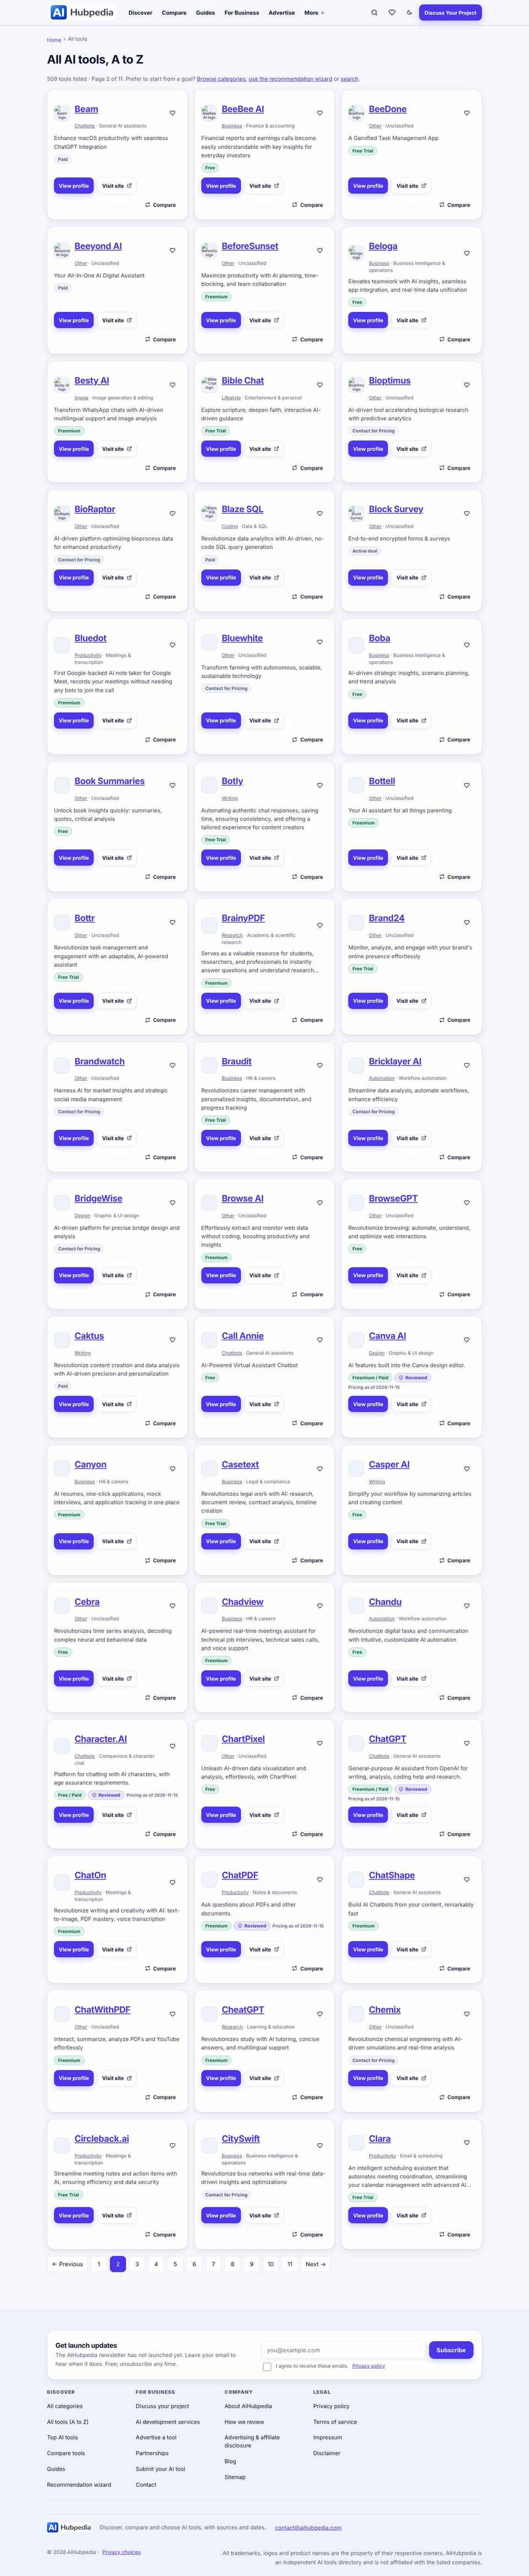 AI Hubpedia
Discover Compare Guides For Business Advertise More + Discuss Your Project
Home › All tools
All AI tools, A to Z
509 tools listed · Page 2 of 11. Prefer to start from a goal? Browse categories, use the recommendation wizard or search.
Beam
Chatbots · General AI assistants
Enhance macOS productivity with seamless
ChatGPT integration
Paid
View profile Visit site
Compare
BeeBee AI
Business · Finance & accounting
Financial reports and earnings calls become
easily understandable with key insights for
everyday investors
Free
View profile Visit site
Compare
BeeDone
Other · Unclassified
A Gamified Task Management App
Free Trial
View profile Visit site
Compare
Beeyond AI
Other · Unclassified
Your All-In-One AI Digital Assistant
Paid
View profile Visit site
Compare
BeforeSunset
Other · Unclassified
Maximize productivity with AI planning, time-
blocking, and team collaboration
Freemium
View profile Visit site
Compare
Beloga
Business · Business intelligence &
operations
Elevates teamwork with AI insights, seamless
app integration, and real-time data unification
Free
View profile Visit site
Compare
Besty AI
Image · Image generation & editing
Transform WhatsApp chats with AI-driven
multilingual support and image analysis
Freemium
View profile Visit site
Compare
Bible Chat
Lifestyle · Entertainment & personal
Explore scripture, deepen faith, interactive AI-
driver guidance
Free Trial
View profile Visit site
Compare
Bioptimus
Other · Unclassified
AI-driven tool accelerating biological research
with predictive analytics
Contact for Pricing
View profile Visit site
Compare
BioRaptor
Other · Unclassified
AI-driven platform optimizing bioprocess data
for enhanced productivity
Contact for Pricing
View profile Visit site
Compare
Blaze SQL
Coding · Data & SQL
Revolutionize data analytics with AI-driven, no-
code SQL query generation
Paid
View profile Visit site
Compare
Block Survey
Other · Unclassified
End-to-end encrypted forms & surveys
Active deal
View profile Visit site
Compare
Bluedot
Productivity · Meetings &
transcription
First Google-backed AI note taker for Google
Meet, records your meetings without needing
any bots to join the call
Freemium
View profile Visit site
Compare
Bluewhite
Other · Unclassified
Transform farming with autonomous, scalable,
sustainable technology
Contact for Pricing
View profile Visit site
Compare
Boba
Business · Business intelligence &
operations
AI-driven strategic insights, scenario planning,
and trend analysis
Free
View profile Visit site
Compare
Book Summaries
Other · Unclassified
Unlock book insights quickly: summaries,
quotes, critical analysis
Free
View profile Visit site
Compare
Botly
Writing
Automating authentic chat responses, saving
time, ensuring consistency, and offering a
tailored experience for content creators
Free Trial
View profile Visit site
Compare
Bottell
Other · Unclassified
Your AI assistant for all things parenting
Freemium
View profile Visit site
Compare
Bottr
Other · Unclassified
Revolutionize task management and
engagement with an adaptable, AI-powered
assistant
Free Trial
View profile Visit site
Compare
BrainyPDF
Research · Academic & scientific
research
Serves as a valuable resource for students,
researchers, and professionals to instantly
answer questions and understand research...
Freemium
View profile Visit site
Compare
Brand24
Other · Unclassified
Monitor, analyze, and engage with your brand's
online presence effortlessly
Free Trial
View profile Visit site
Compare
Brandwatch
Other · Unclassified
Harness AI for market insights and strategic
social media management
Contact for Pricing
View profile Visit site
Compare
Braudit
Business · HR & careers
Revolutionizes career management with
personalized insights, documentation, and
progress tracking
Free Trial
View profile Visit site
Compare
Bricklayer AI
Automation · Workflow automation
Streamline data analysis, automate workflows,
enhance efficiency
Contact for Pricing
View profile Visit site
Compare
BridgeWise
Design · Graphic & UI design
AI-driven platform for precise bridge design and
analysis
Contact for Pricing
View profile Visit site
Compare
Browse AI
Other · Unclassified
Effortlessly extract and monitor web data
without coding, boosting productivity and
insights
Freemium
View profile Visit site
Compare
BrowseGPT
Other · Unclassified
Revolutionize browsing: automate, understand,
and optimize web interactions
Free
View profile Visit site
Compare
Caktus
Writing
Revolutionize content creation and data analysis
with AI-driven precision and personalization
Paid
View profile Visit site
Compare
Call Annie
Chatbots · General AI assistants
AI-Powered Virtual Assistant Chatbot
Free
View profile Visit site
Compare
Canva AI
Design · Graphic & UI design
AI features built into the Canva design editor.
Freemium / Paid Reviewed
Pricing as of 2026-11-15
View profile Visit site
Compare
Canyon
Business · HR & careers
AI resumes, one-click applications, mock
interviews, and application tracking in one place
Freemium
View profile Visit site
Compare
Casetext
Business · Legal & compliance
Revolutionizes legal work with AI: research,
document review, contract analysis, timeline
creation
Free Trial
View profile Visit site
Compare
Casper AI
Writing
Simplify your workflow by summarizing articles
and creating content
Free
View profile Visit site
Compare
Cebra
Other · Unclassified
Revolutionizes time series analysis, decoding
complex neural and behavioral data
Free
View profile Visit site
Compare
Chadview
Business · HR & careers
AI-powered real-time meetings assistant for
technical job interviews, technical sales calls,
and voice support
Freemium
View profile Visit site
Compare
Chandu
Automation · Workflow automation
Revolutionize digital tasks and communication
with intuitive, customizable AI automation
Free
View profile Visit site
Compare
Character.AI
Chatbots · Companions & character
chat
Platform for chatting with AI characters, with
age assurance requirements.
Free / Paid Reviewed Pricing as of 2026-11-15
View profile Visit site
Compare
ChartPixel
Other · Unclassified
Unleash AI-driven data visualization and
analysis, effortlessly, with ChartPixel
Free
View profile Visit site
Compare
ChatGPT
Chatbots · General AI assistants
General-purpose AI assistant from OpenAI for
writing, analysis, coding help and research.
Freemium / Paid Reviewed
Pricing as of 2026-11-15
View profile Visit site
Compare
ChatOn
Productivity · Meetings &
transcription
Revolutionize writing and creativity with AI: text-
to-image, PDF mastery, voice transcription
Freemium
View profile Visit site
Compare
ChatPDF
Productivity · Notes & documents
Ask questions about PDFs and other
documents.
Freemium Reviewed Pricing as of 2026-11-15
View profile Visit site
Compare
ChatShape
Chatbots · General AI assistants
Build AI Chatbots from your content, remarkably
fast
Freemium
View profile Visit site
Compare
ChatWithPDF
Other · Unclassified
Interact, summarize, analyze PDFs and YouTube
effortlessly
Freemium
View profile Visit site
Compare
CheatGPT
Research · Learning & education
Revolutionizes study with AI tutoring, concise
answers, and multilingual support
Freemium
View profile Visit site
Compare
Chemix
Other · Unclassified
Revolutionize chemical engineering with AI-
driven simulations and real-time analysis
Contact for Pricing
View profile Visit site
Compare
Circleback.ai
Productivity · Meetings &
transcription
Streamline meeting notes and action items with
AI, ensuring efficiency and data security
Free Trial
View profile Visit site
Compare
CitySwift
Business · Business intelligence &
operations
Revolutionize bus networks with real-time data-
driven insights and optimizations
Contact for Pricing
View profile Visit site
Compare
Clara
Productivity · Email & scheduling
An intelligent scheduling assistant that
automates meeting coordination, streamlining
your calendar management with advanced AI...
Free Trial
View profile Visit site
Compare
← Previous 1 2 3 4 5 6 7 8 9 10 11 Next →
Get launch updates
The AIHubpedia newsletter has not launched yet. Leave your email to
hear when it does. Free; unsubscribe any time.
you@example.com Subscribe
I agree to receive these emails. Privacy policy
DISCOVER
All categories
All tools (A to Z)
Top AI tools
Compare tools
Guides
Recommendation wizard
FOR BUSINESS
Discuss your project
AI development services
Advertise a tool
Partnerships
Submit your AI tool
Contact
COMPANY
About AIHubpedia
How we review
Advertising & affiliate
disclosure
Blog
Sitemap
LEGAL
Privacy policy
Terms of service
Impressum
Disclaimer
AI Hubpedia Discover, compare and choose AI tools, with sources and dates. contact@aihubpedia.com
© 2026 AIHubpedia · Privacy choices
All trademarks, logos and product names are the property of their respective owners. AIHubpedia is
an independent AI tools directory and is not affiliated with the listed companies.